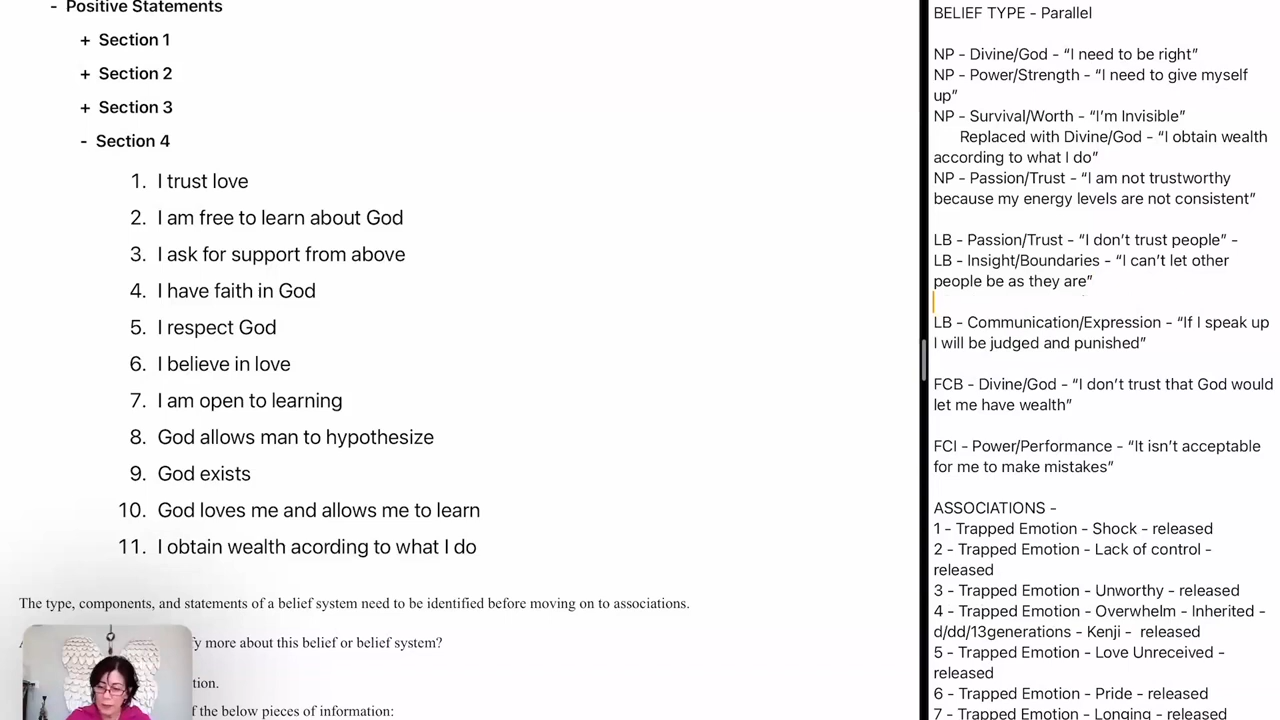 - Positive Statements
+ Section 1
+ Section 2
+ Section 3
- Section 4
1. I trust love
2. I am free to learn about God
3. I ask for support from above
4. I have faith in God
5. I respect God
6. I believe in love
7. I am open to learning
8. God allows man to hypothesize
9. God exists
10. God loves me and allows me to learn
11. I obtain wealth acording to what I do
The type, components, and statements of a belief system need to be identified before moving on to associations.
more about this belief or belief system?
f the below pieces of information:
BELIEF TYPE - Parallel
NP - Divine/God - “I need to be right”
NP - Power/Strength - “I need to give myself
up”
NP - Survival/Worth - “I’m Invisible”
Replaced with Divine/God - “I obtain wealth
according to what I do”
NP - Passion/Trust - “I am not trustworthy
because my energy levels are not consistent”
LB - Passion/Trust - “I don’t trust people” -
LB - Insight/Boundaries - “I can’t let other
people be as they are”
LB - Communication/Expression - “If I speak up
I will be judged and punished”
FCB - Divine/God - “I don’t trust that God would
let me have wealth”
FCI - Power/Performance - “It isn’t acceptable
for me to make mistakes”
ASSOCIATIONS -
1 - Trapped Emotion - Shock - released
2 - Trapped Emotion - Lack of control -
released
3 - Trapped Emotion - Unworthy - released
4 - Trapped Emotion - Overwhelm - Inherited -
d/dd/13generations - Kenji - released
5 - Trapped Emotion - Love Unreceived -
released
6 - Trapped Emotion - Pride - released
7 - Trapped Emotion - Longing - released